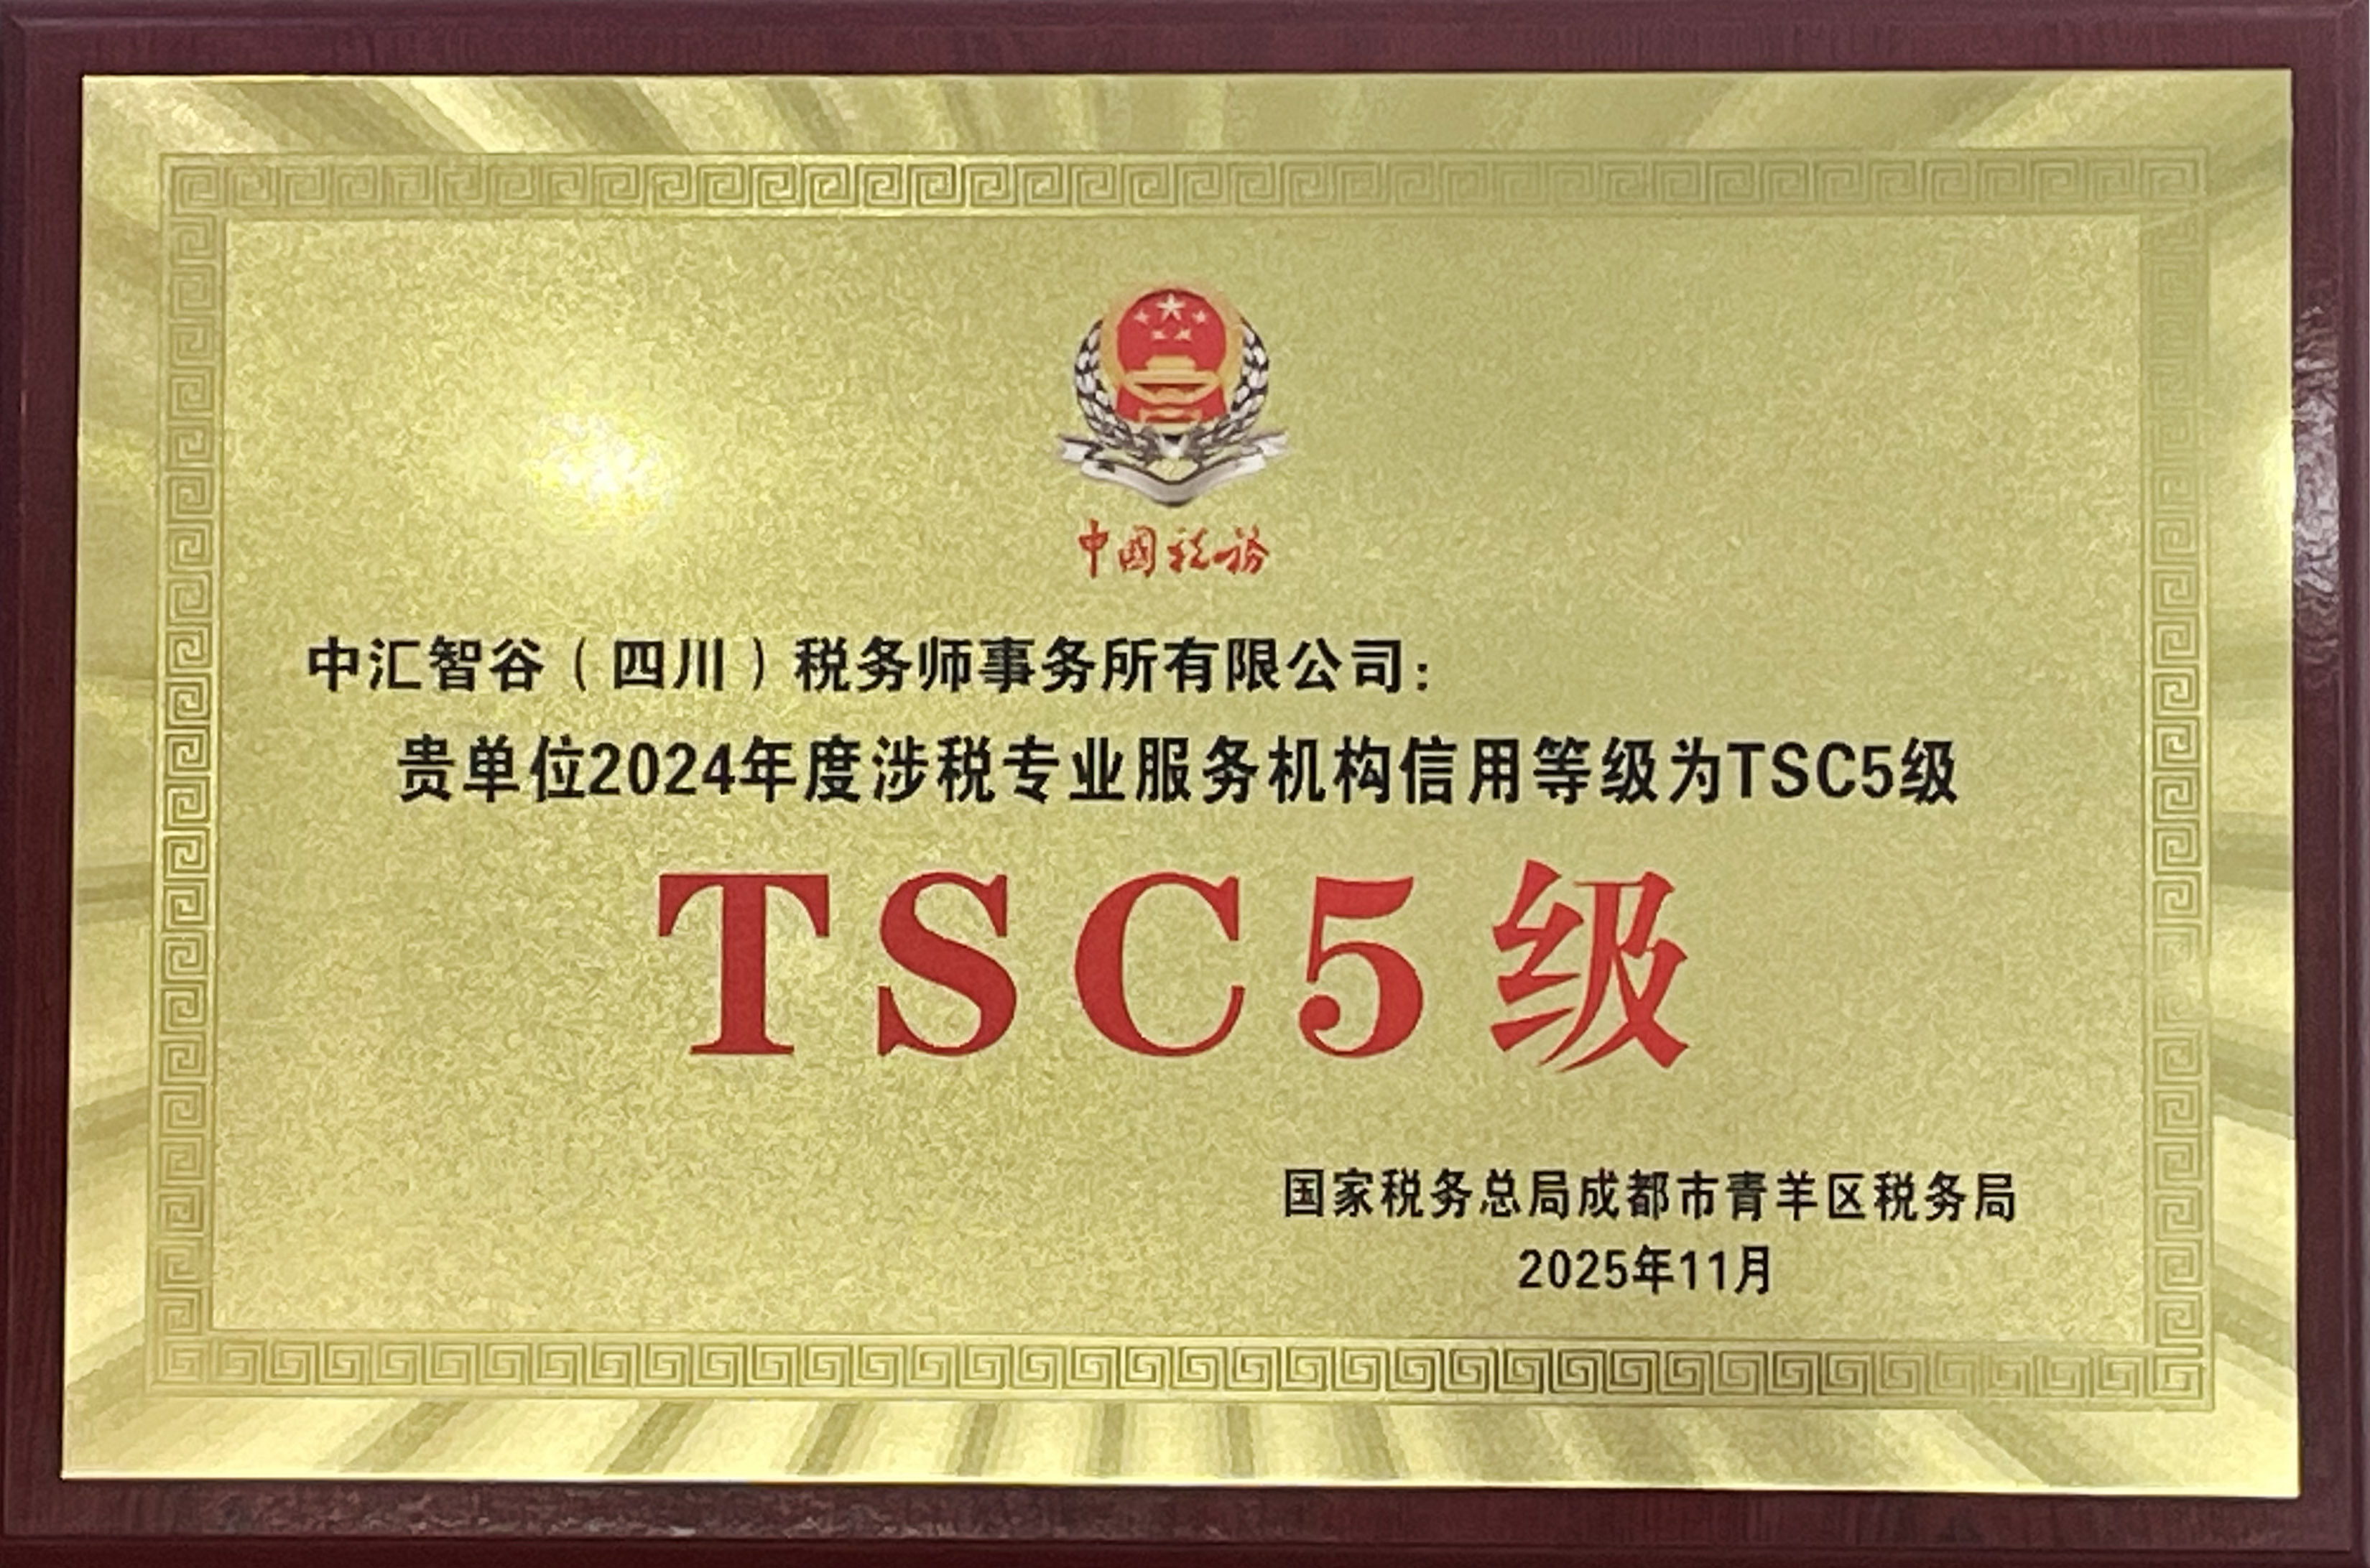 中国税务
中汇智谷（四川）税务师事务所有限公司：
贵单位2024年度涉税专业服务机构信用等级为TSC5级
TSC5级
国家税务总局成都市青羊区税务局
2025年11月